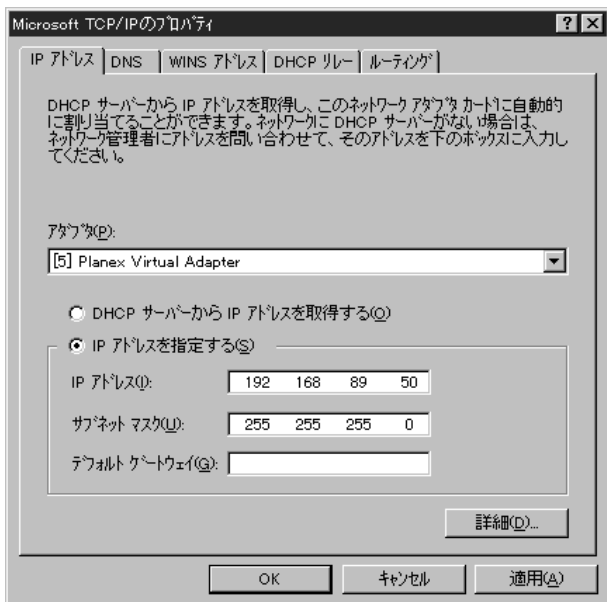 Microsoft TCP/IPのプロパティ
IP アドレス DNS WINS アドレス DHCP リレー ルーティング
DHCP サーバーから IP アドレスを取得し、このネットワーク アダプタ カードに自動的
に割り当てることができます。ネットワークに DHCP サーバーがない場合は、
ネットワーク管理者にアドレスを問い合わせて、そのアドレスを下のボックスに入力し
てください。
アダプタ(P):
[5] Planex Virtual Adapter
DHCP サーバーから IP アドレスを取得する(O)
IP アドレスを指定する(S)
IP アドレス(I): 192 168 89 50
サブネット マスク(U): 255 255 255 0
デフォルト ゲートウェイ(G):
詳細(D)...
OK キャンセル 適用(A)